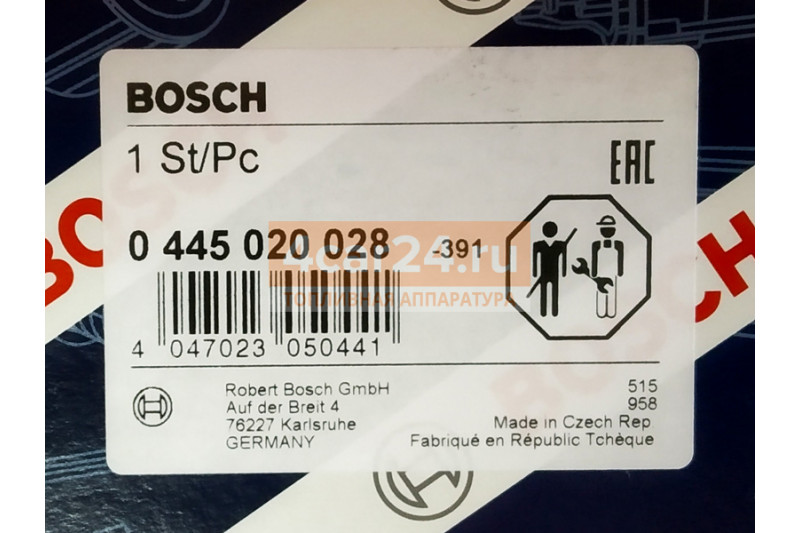 BOSCH
1 St/Pc
EAC
0 445 020 028 -391
4car24.ru
ТОПЛИВНАЯ АППАРАТУРА
4 047023 050441
Robert Bosch GmbH
Auf der Breit 4
76227 Karlsruhe
GERMANY
515
958
Made in Czech Rep
Fabriqué en République Tchèque
BOSCH
BOSCH